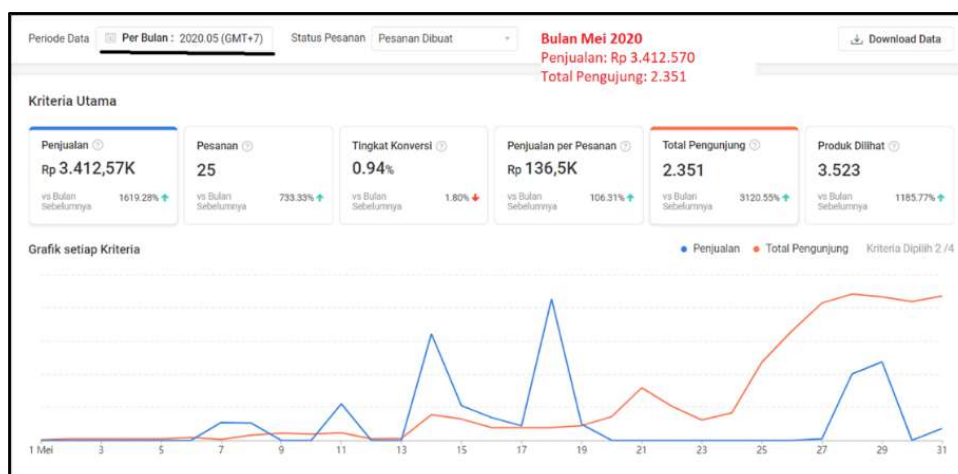 Periode Data Per Bulan : 2020.05 (GMT+7) Status Pesanan Pesanan Dibuat
Bulan Mei 2020
Penjualan: Rp 3.412.570
Total Pengujung: 2.351
Download Data
Kriteria Utama
Penjualan
Rp 3.412,57K
vs Bulan
Sebelumnya
1619.28%
Pesanan
25
vs Bulan
Sebelumnya
733.33%
Tingkat Konversi
0.94%
vs Bulan
Sebelumnya
1.80%
Penjualan per Pesanan
Rp 136,5K
vs Bulan
Sebelumnya
106.31%
Total Pengunjung
2.351
vs Bulan
Sebelumnya
3120.55%
Produk Dilihat
3.523
vs Bulan
Sebelumnya
1185.77%
Grafik setiap Kriteria
Penjualan Total Pengunjung Kriteria Dipilih 2 /4
1 Mei 3 5 7 9 11 13 15 17 19 21 23 25 27 29 31